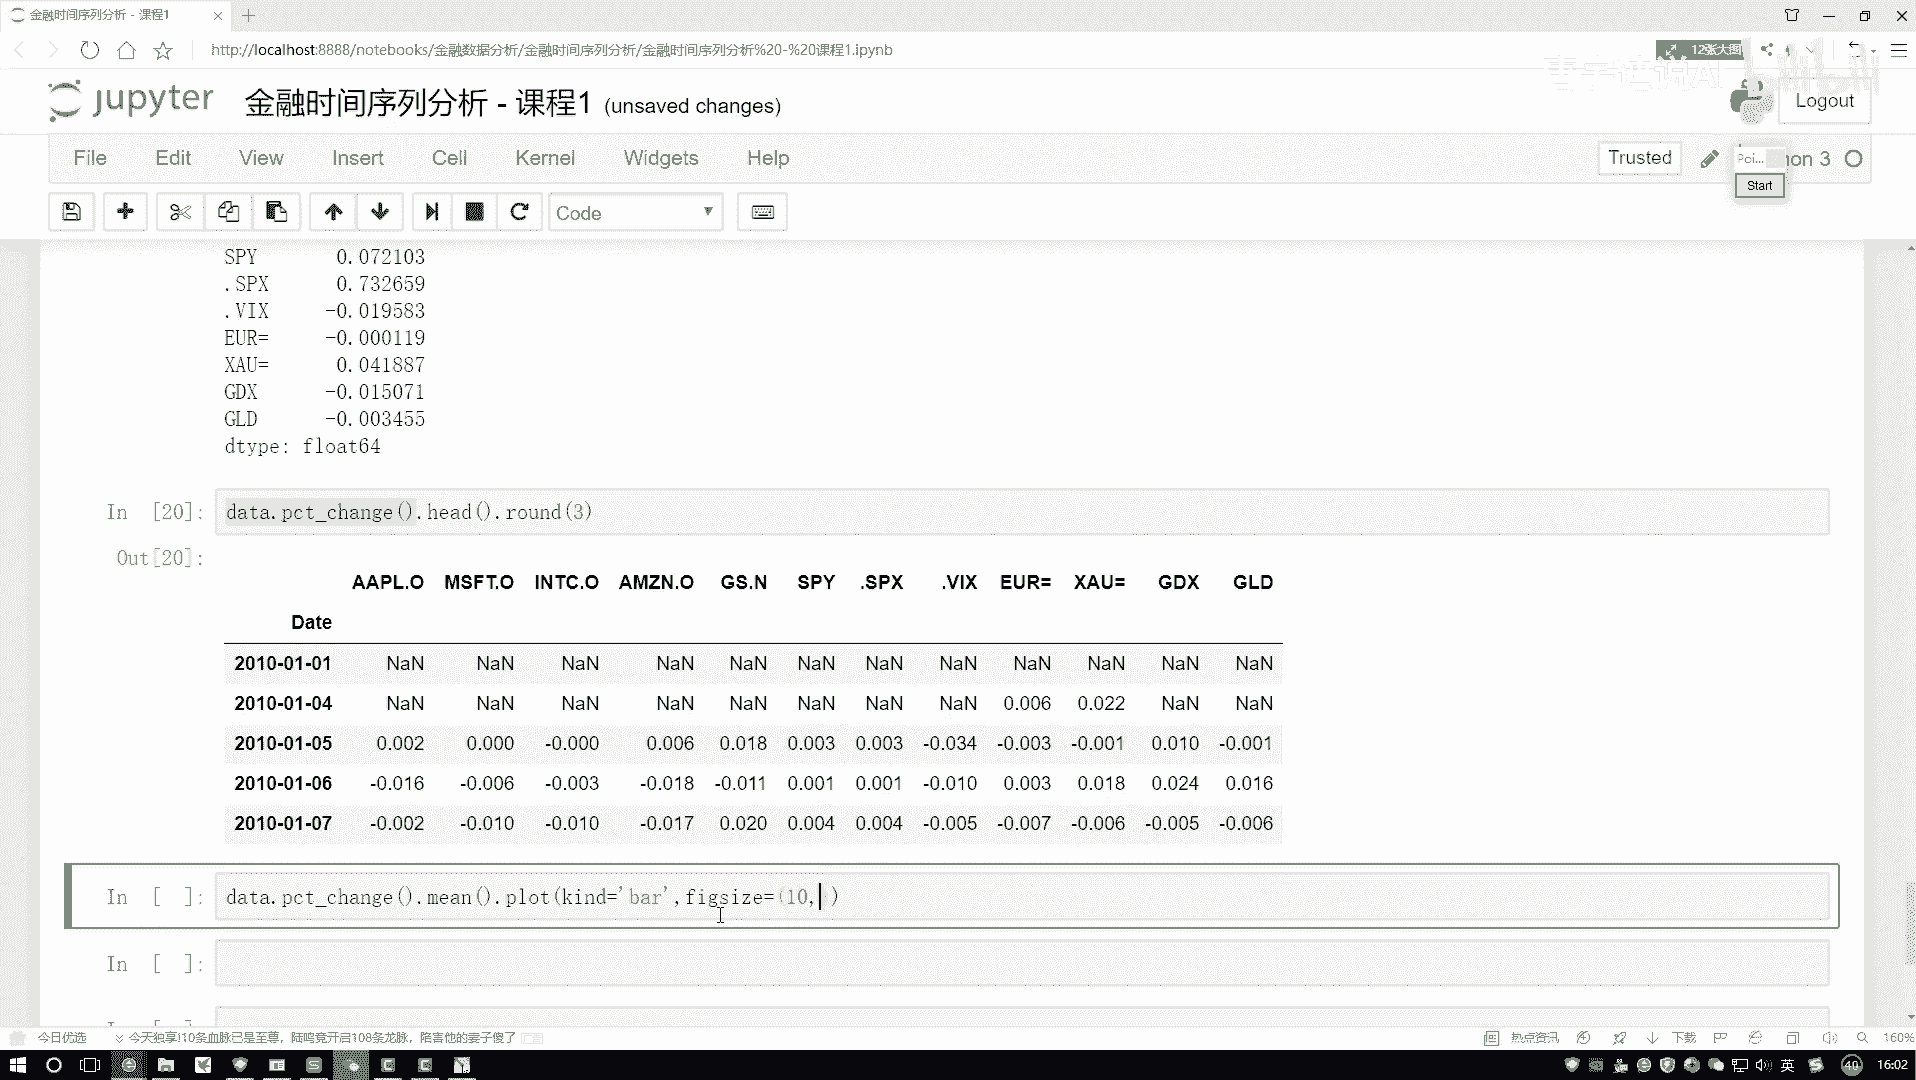 金融时间序列分析 - 课程1
http://localhost:8888/notebooks/金融数据分析/金融时间序列分析/金融时间序列分析%20-%20课程1.ipynb
12张大图
jupyter 金融时间序列分析 - 课程1 (unsaved changes)
Logout
File Edit View Insert Cell Kernel Widgets Help
Trusted
Poi...
hon 3
Start
Code
SPY 0.072103
.SPX 0.732659
.VIX -0.019583
EUR= -0.000119
XAU= 0.041887
GDX -0.015071
GLD -0.003455
dtype: float64
In [20]: data.pct_change().head().round(3)
Out[20]:
AAPL.O MSFT.O INTC.O AMZN.O GS.N SPY .SPX .VIX EUR= XAU= GDX GLD
Date
2010-01-01 NaN NaN NaN NaN NaN NaN NaN NaN NaN NaN NaN NaN
2010-01-04 NaN NaN NaN NaN NaN NaN NaN NaN 0.006 0.022 NaN NaN
2010-01-05 0.002 0.000 -0.000 0.006 0.018 0.003 0.003 -0.034 -0.003 -0.001 0.010 -0.001
2010-01-06 -0.016 -0.006 -0.003 -0.018 -0.011 0.001 0.001 -0.010 0.003 0.018 0.024 0.016
2010-01-07 -0.002 -0.010 -0.010 -0.017 0.020 0.004 0.004 -0.005 -0.007 -0.006 -0.005 -0.006
In [ ]: data.pct_change().mean().plot(kind='bar',figsize=(10,))
In [ ]:
今日优选
今天独享!10条血脉已是至尊，陆鸣竟开启108条龙脉，陪害他的妻子傻了
热点资讯
下载
160%
英
40
16:02